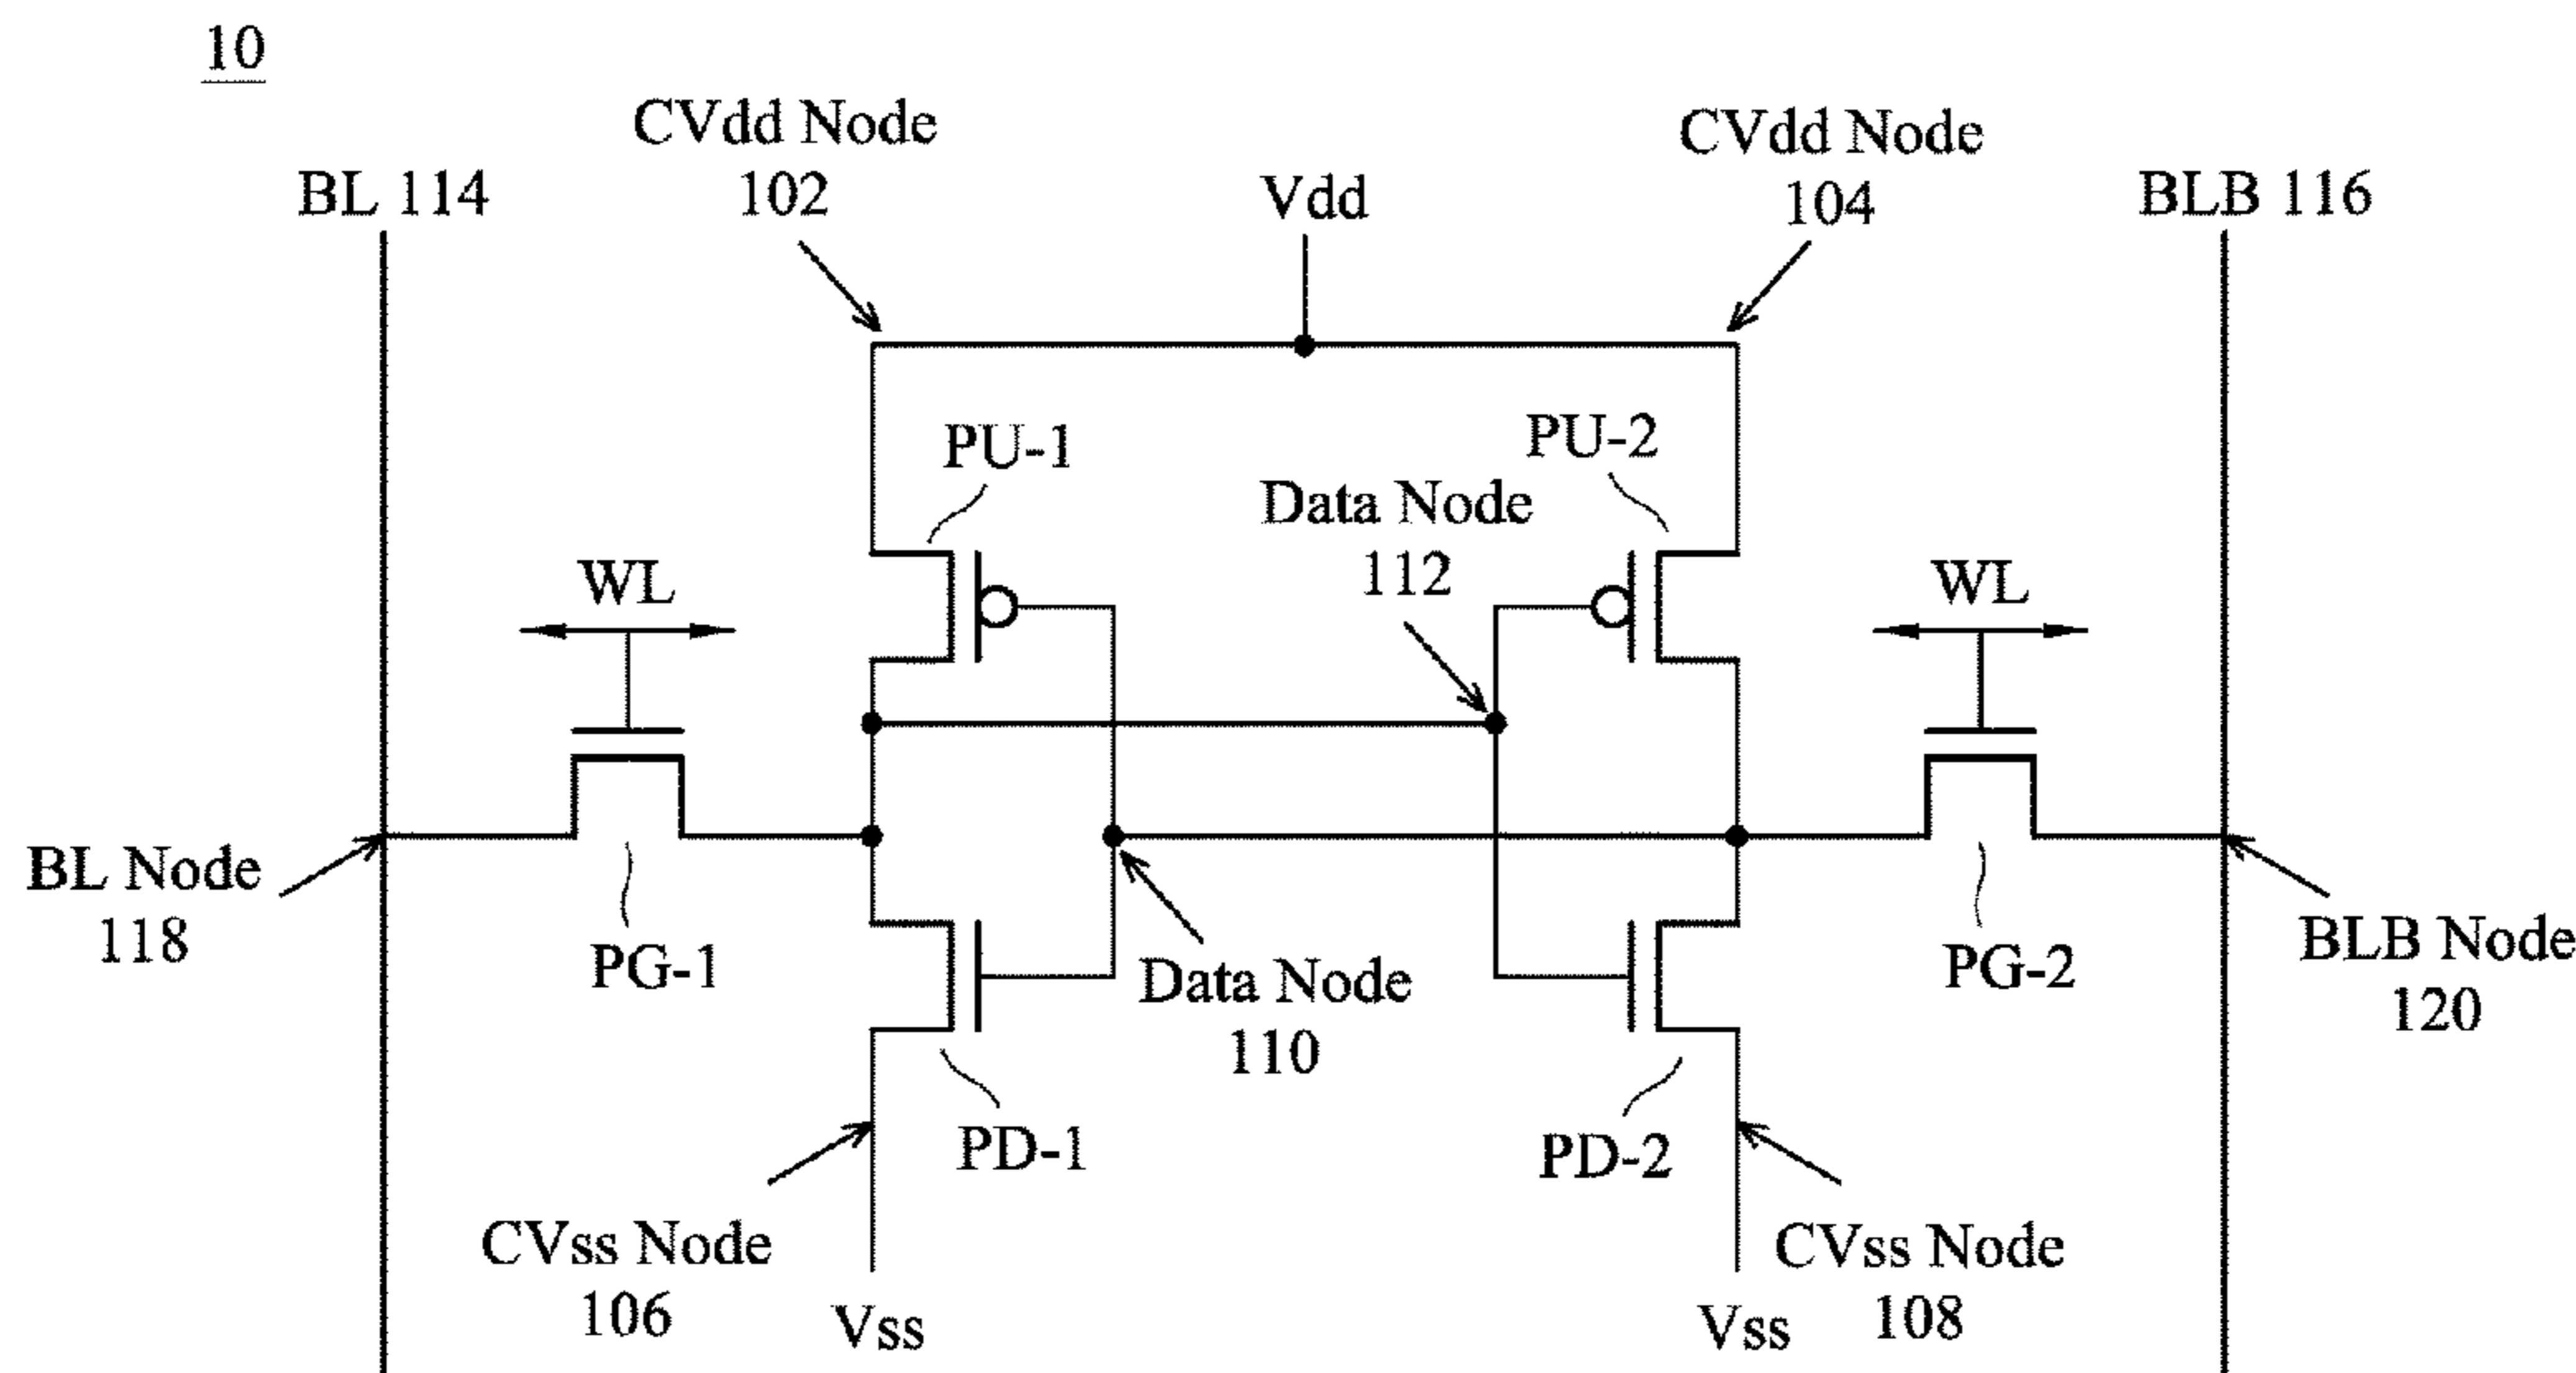 10
CVdd Node
102
CVdd Node
104
BL 114
Vdd
BLB 116
PU-1
PU-2
Data Node
112
WL
WL
BL Node
118
PG-1
Data Node
110
PG-2
BLB Node
120
PD-1
PD-2
CVss Node
106
CVss Node
108
Vss
Vss